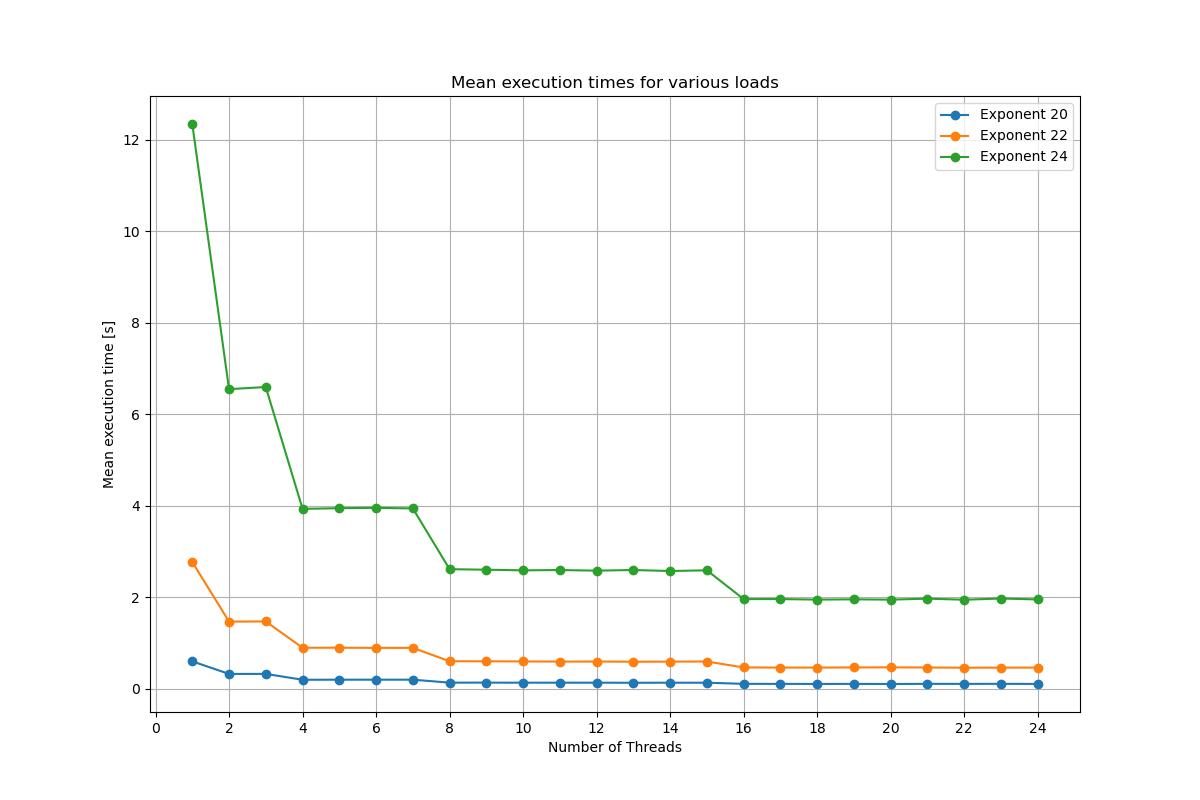 Mean execution times for various loads
Exponent 20
Exponent 22
Exponent 24
Mean execution time [s]
12
10
8
6
4
2
0
0 2 4 6 8 10 12 14 16 18 20 22 24
Number of Threads